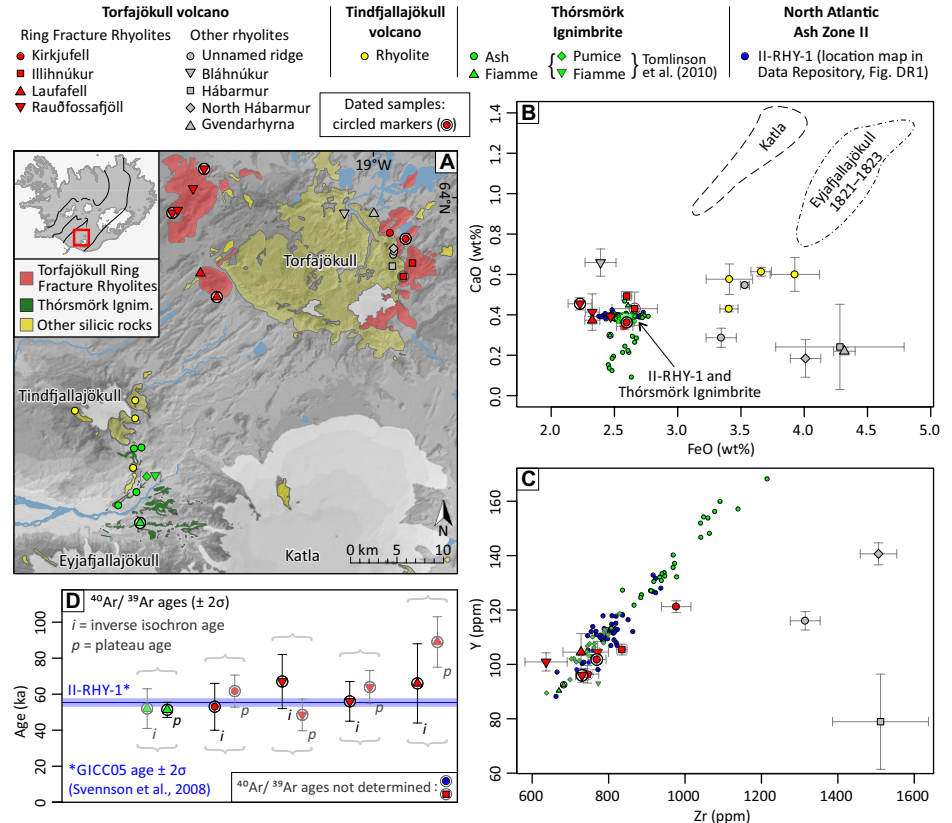 Torfajökull volcano
Ring Fracture Rhyolites
Kirkjufell
Illihnúkur
Laufafell
Rauðfossafjöll
Other rhyolites
Unnamed ridge
Bláhnúkur
Hábarmur
North Hábarmur
Gvendarhyrna
Tindfjallajökull
volcano
Rhyolite
Dated samples:
circled markers ( )
Thórsmörk
Ignimbrite
Ash
Fiamme
Pumice
Fiamme
Tomlinson
et al. (2010)
North Atlantic
Ash Zone II
II-RHY-1 (location map in
Data Repository, Fig. DR1)
A
19°W
64°N
Torfajökull Ring
Fracture Rhyolites
Thórsmörk Ignim.
Other silicic rocks
Torfajökull
Tindfjallajökull
Eyjafjallajökull
Katla
N
0 km 5 10
B
CaO (wt%)
1.4
1.2
1.0
0.8
0.6
0.4
0.2
0.0
Katla
Eyjafjallajökull
1821–1823
II-RHY-1 and
Thórsmörk Ignimbrite
2.0 2.5 3.0 3.5 4.0 4.5 5.0
FeO (wt%)
C
Y (ppm)
160
140
120
100
80
60
600 800 1000 1200 1400 1600
Zr (ppm)
D
⁴⁰Ar/ ³⁹Ar ages (± 2σ)
i = inverse isochron age
p = plateau age
Age (ka)
100
80
60
40
20
0
II-RHY-1*
i p i p i p i p i p
*GICC05 age ± 2σ
(Svennson et al., 2008)
⁴⁰Ar/ ³⁹Ar ages not determined :